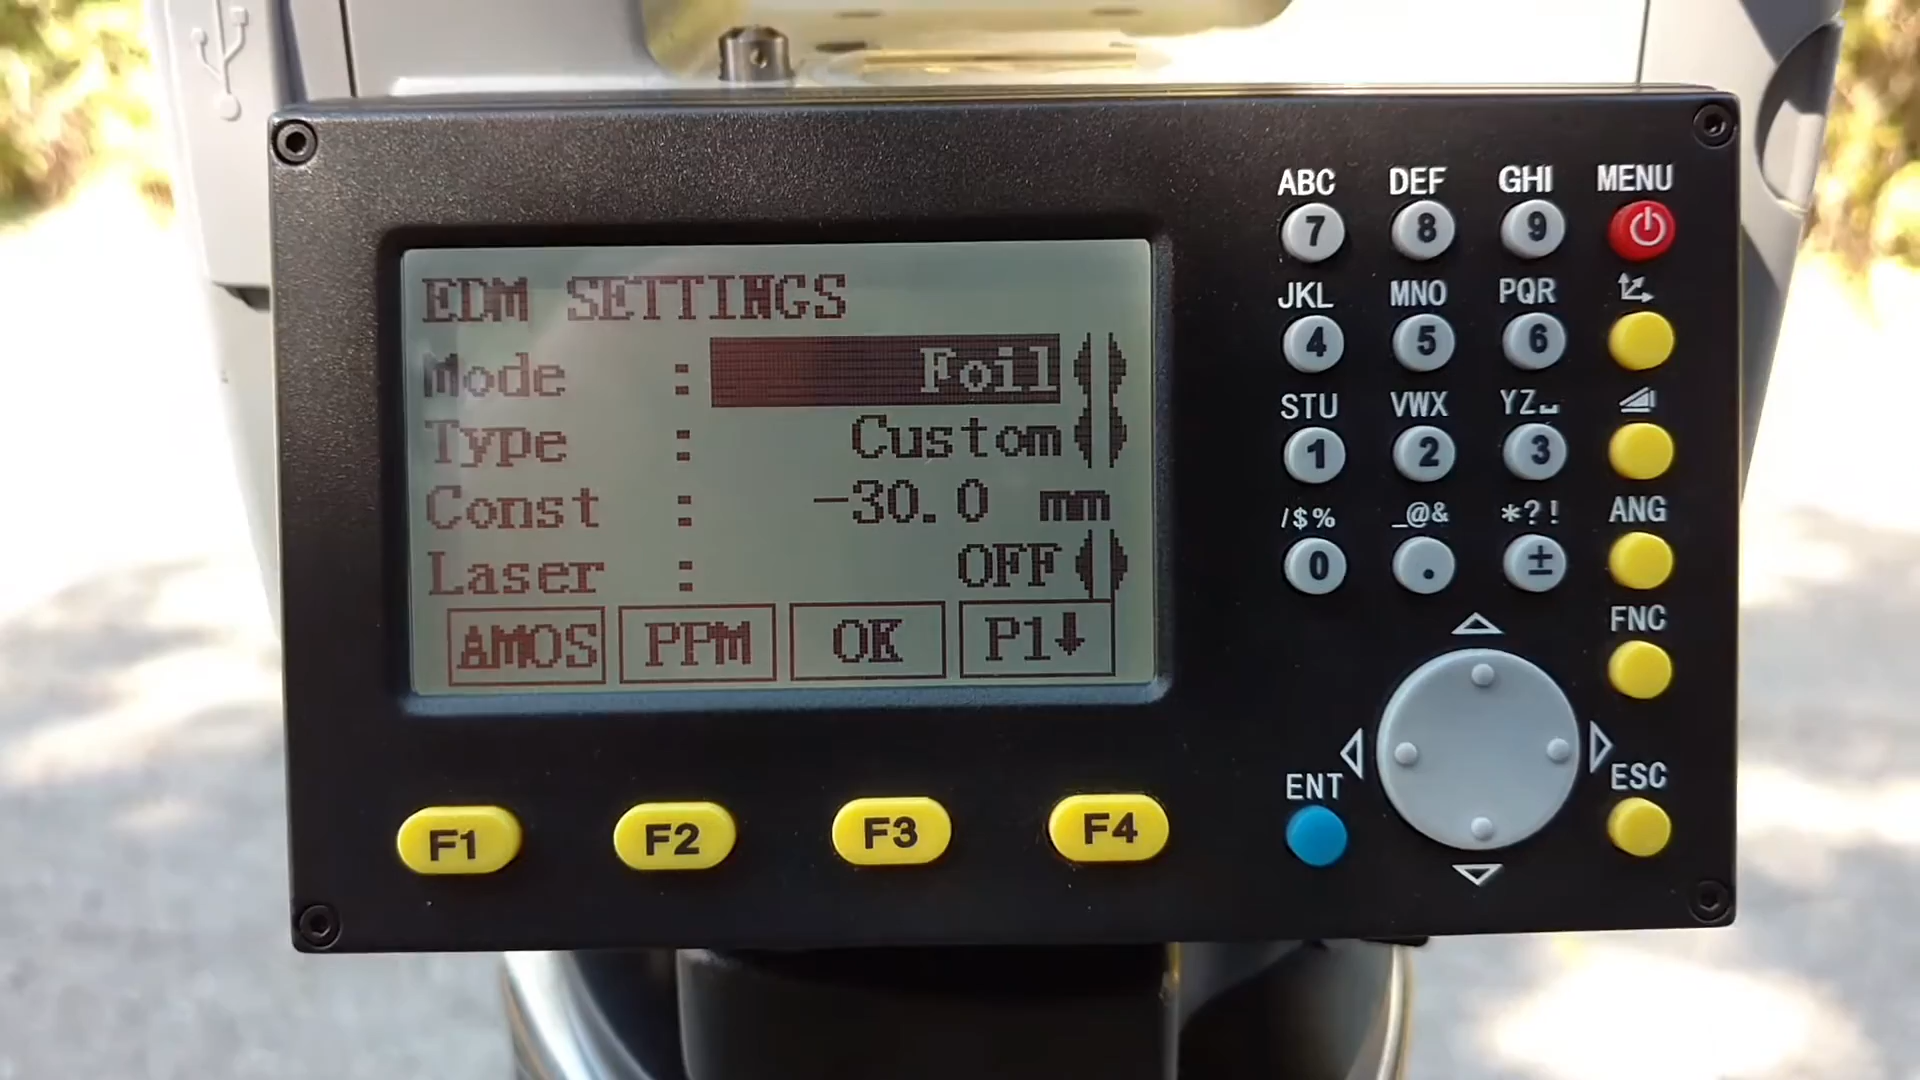 EDM SETTINGS
Mode : Foil
Type : Custom
Const : -30.0 mm
Laser : OFF
AMOS PPM OK P1↓
F1 F2 F3 F4
ABC DEF GHI MENU
7 8 9
JKL MNO PQR
4 5 6
STU VWX YZ␣
1 2 3
/$% _@& *?! ANG
0 . ±
FNC
ENT ESC